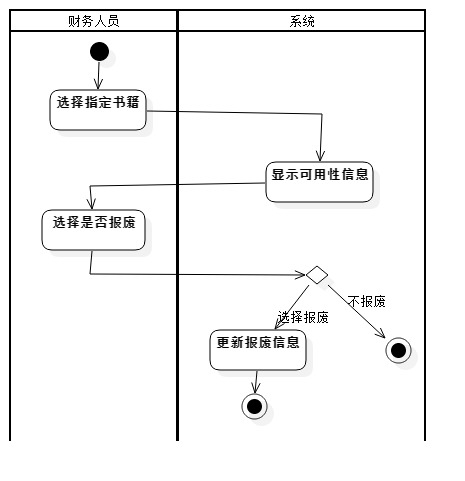 财务人员
系统
选择指定书籍
显示可用性信息
选择是否报废
不报废
选择报废
更新报废信息